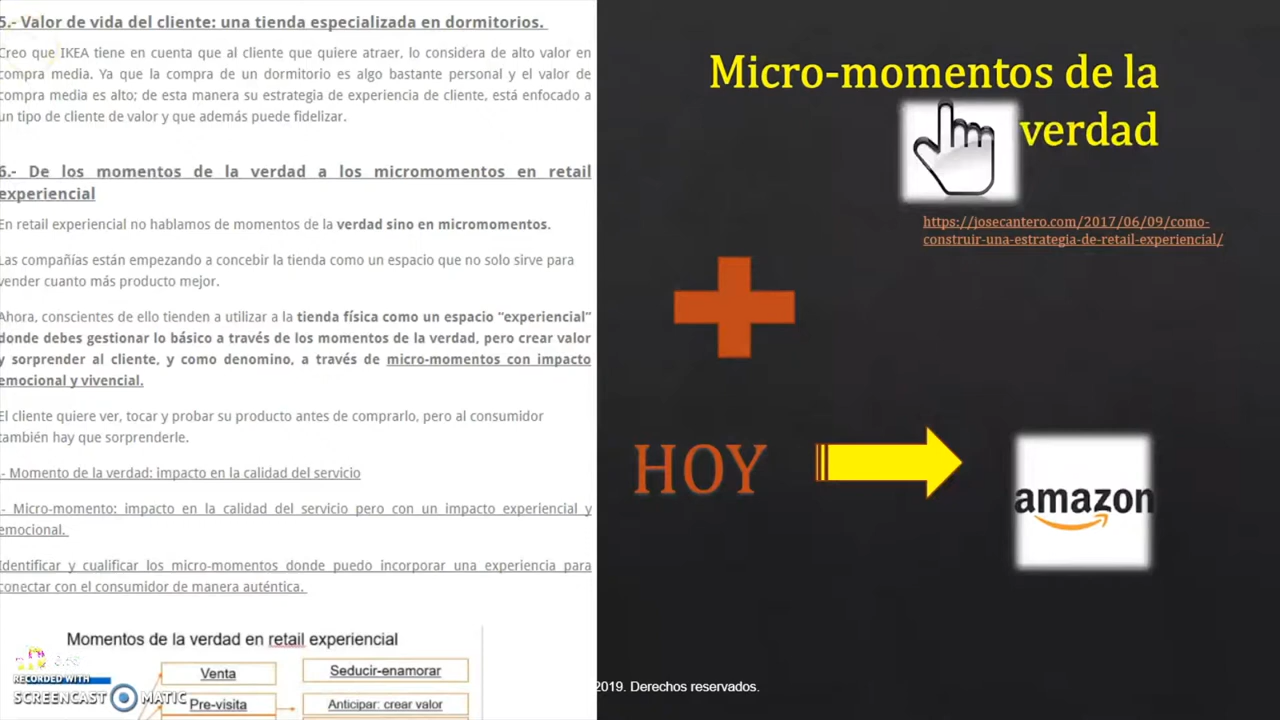 5.- Valor de vida del cliente: una tienda especializada en dormitorios.
Creo que IKEA tiene en cuenta que al cliente que quiere atraer, lo considera de alto valor en
compra media. Ya que la compra de un dormitorio es algo bastante personal y el valor de
compra media es alto; de esta manera su estrategia de experiencia de cliente, está enfocado a
un tipo de cliente de valor y que además puede fidelizar.
6.- De los momentos de la verdad a los micromomentos en retail
experiencial
En retail experiencial no hablamos de momentos de la verdad sino en micromomentos.
Las compañías están empezando a concebir la tienda como un espacio que no solo sirve para
vender cuanto más producto mejor.
Ahora, conscientes de ello tienden a utilizar a la tienda física como un espacio “experiencial”
donde debes gestionar lo básico a través de los momentos de la verdad, pero crear valor
y sorprender al cliente, y como denomino, a través de micro-momentos con impacto
emocional y vivencial.
El cliente quiere ver, tocar y probar su producto antes de comprarlo, pero al consumidor
también hay que sorprenderle.
- Momento de la verdad: impacto en la calidad del servicio
- Micro-momento: impacto en la calidad del servicio pero con un impacto experiencial y
emocional.
Identificar y cualificar los micro-momentos donde puedo incorporar una experiencia para
conectar con el consumidor de manera auténtica.
Momentos de la verdad en retail experiencial
Venta
Seducir-enamorar
Pre-visita
Anticipar: crear valor
RECORDED WITH
SCREENCAST MATIC
Micro-momentos de la
verdad
https://josecantero.com/2017/06/09/como-
construir-una-estrategia-de-retail-experiencial/
HOY
amazon
2019. Derechos reservados.